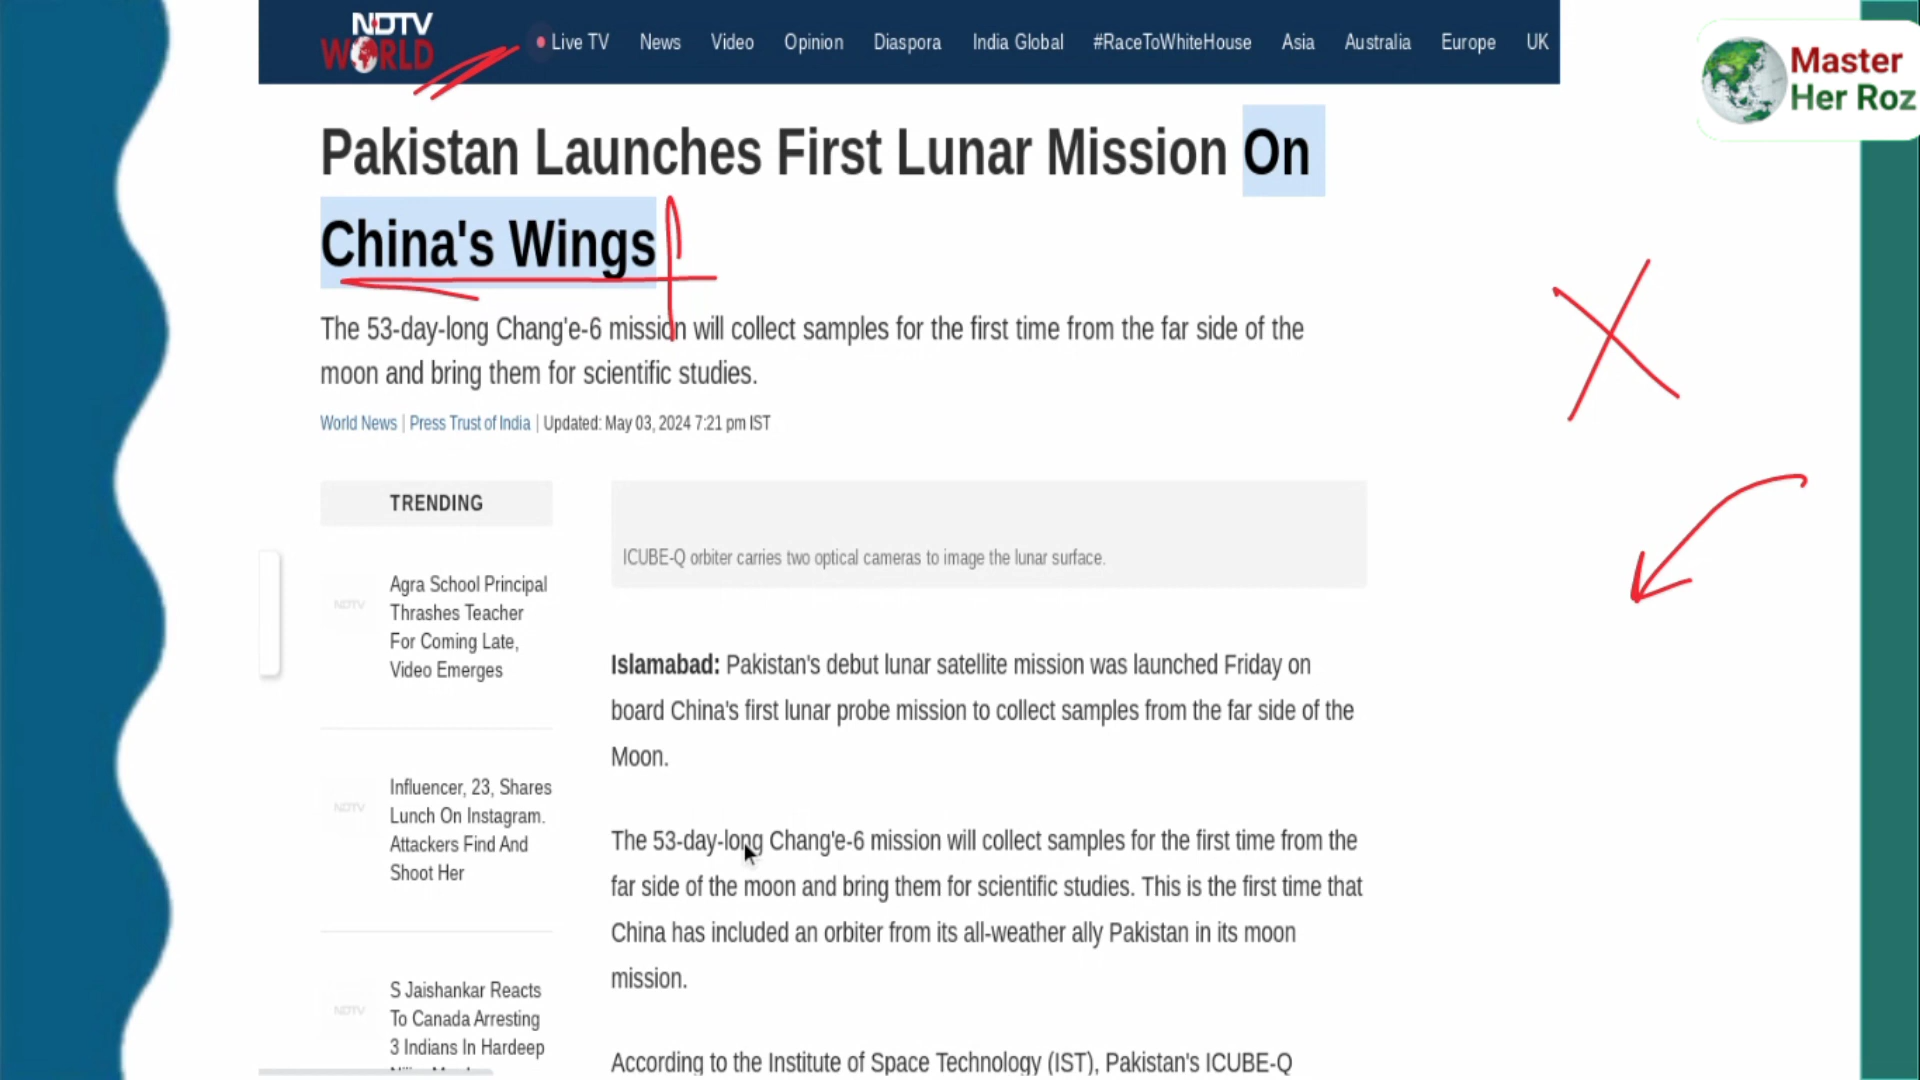 NDTV
WORLD
Live TV News Video Opinion Diaspora India Global #RaceToWhiteHouse Asia Australia Europe UK
Master
Her Roz
Pakistan Launches First Lunar Mission On
China's Wings
The 53-day-long Chang'e-6 mission will collect samples for the first time from the far side of the
moon and bring them for scientific studies.
World News | Press Trust of India | Updated: May 03, 2024 7:21 pm IST
TRENDING
NDTV
Agra School Principal
Thrashes Teacher
For Coming Late,
Video Emerges
NDTV
Influencer, 23, Shares
Lunch On Instagram.
Attackers Find And
Shoot Her
NDTV
S Jaishankar Reacts
To Canada Arresting
3 Indians In Hardeep
ICUBE-Q orbiter carries two optical cameras to image the lunar surface.
Islamabad: Pakistan's debut lunar satellite mission was launched Friday on
board China's first lunar probe mission to collect samples from the far side of the
Moon.
The 53-day-long Chang'e-6 mission will collect samples for the first time from the
far side of the moon and bring them for scientific studies. This is the first time that
China has included an orbiter from its all-weather ally Pakistan in its moon
mission.
According to the Institute of Space Technology (IST), Pakistan's ICUBE-Q